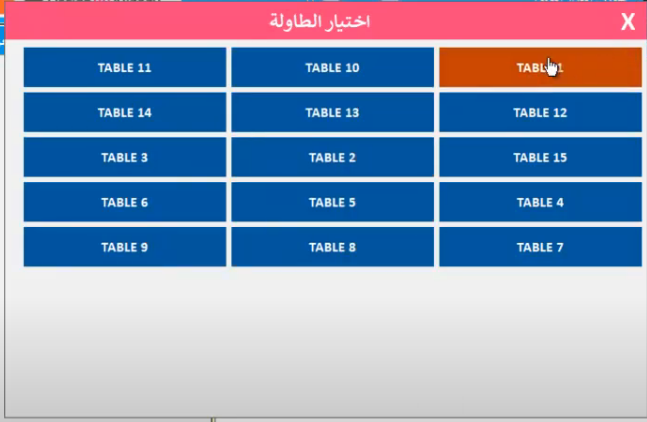 اختيار الطاولة X
TABLE 11 TABLE 10 TABLE 1
TABLE 14 TABLE 13 TABLE 12
TABLE 3 TABLE 2 TABLE 15
TABLE 6 TABLE 5 TABLE 4
TABLE 9 TABLE 8 TABLE 7